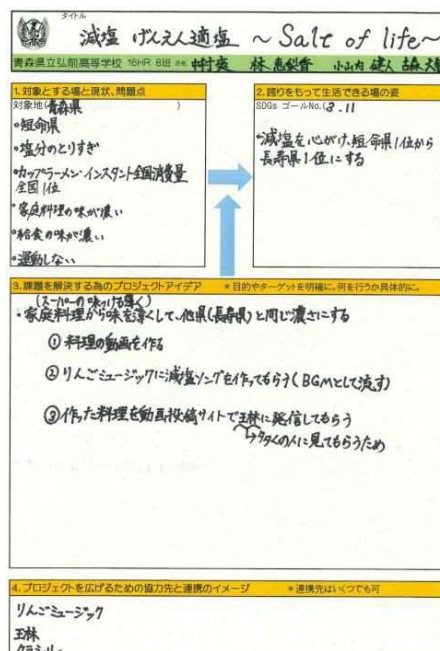 タイトル
減塩 げんえん適塩 ~Salt of life~
青森県立弘前高等学校 16HR 8班 氏名
林 恵梨香 小山内 健人
1.対象とする場と現状、問題点
対象地(青森県 )
•短命県
•塩分のとりすぎ
•カップラーメン・インスタント全国消費量
全国1位
•家庭料理の味が濃い
•給食の味が濃い
•運動しない
2.誇りをもって生活できる場の姿
SDGs ゴールNo.(3.11
•減塩を心がけ、短命県1位から
長寿県1位にする
3.課題を解決する為のプロジェクトアイデア *目的やターゲットを明確に。何を行うか具体的に。
(スーパーの味つけも薄く)
•家庭料理から味を薄くして、他県(長寿県)と同じ濃さにする
①料理の動画を作る
②りんごミュージックに減塩ソングを作ってもらう(BGMとして流す)
③作った料理を動画投稿サイトで王林に発信してもらう
→多くの人に見てもらうため
4.プロジェクトを広げるための協力先と連携のイメージ *連携先はいくつでも可
りんごミュージック
王林
クラシル